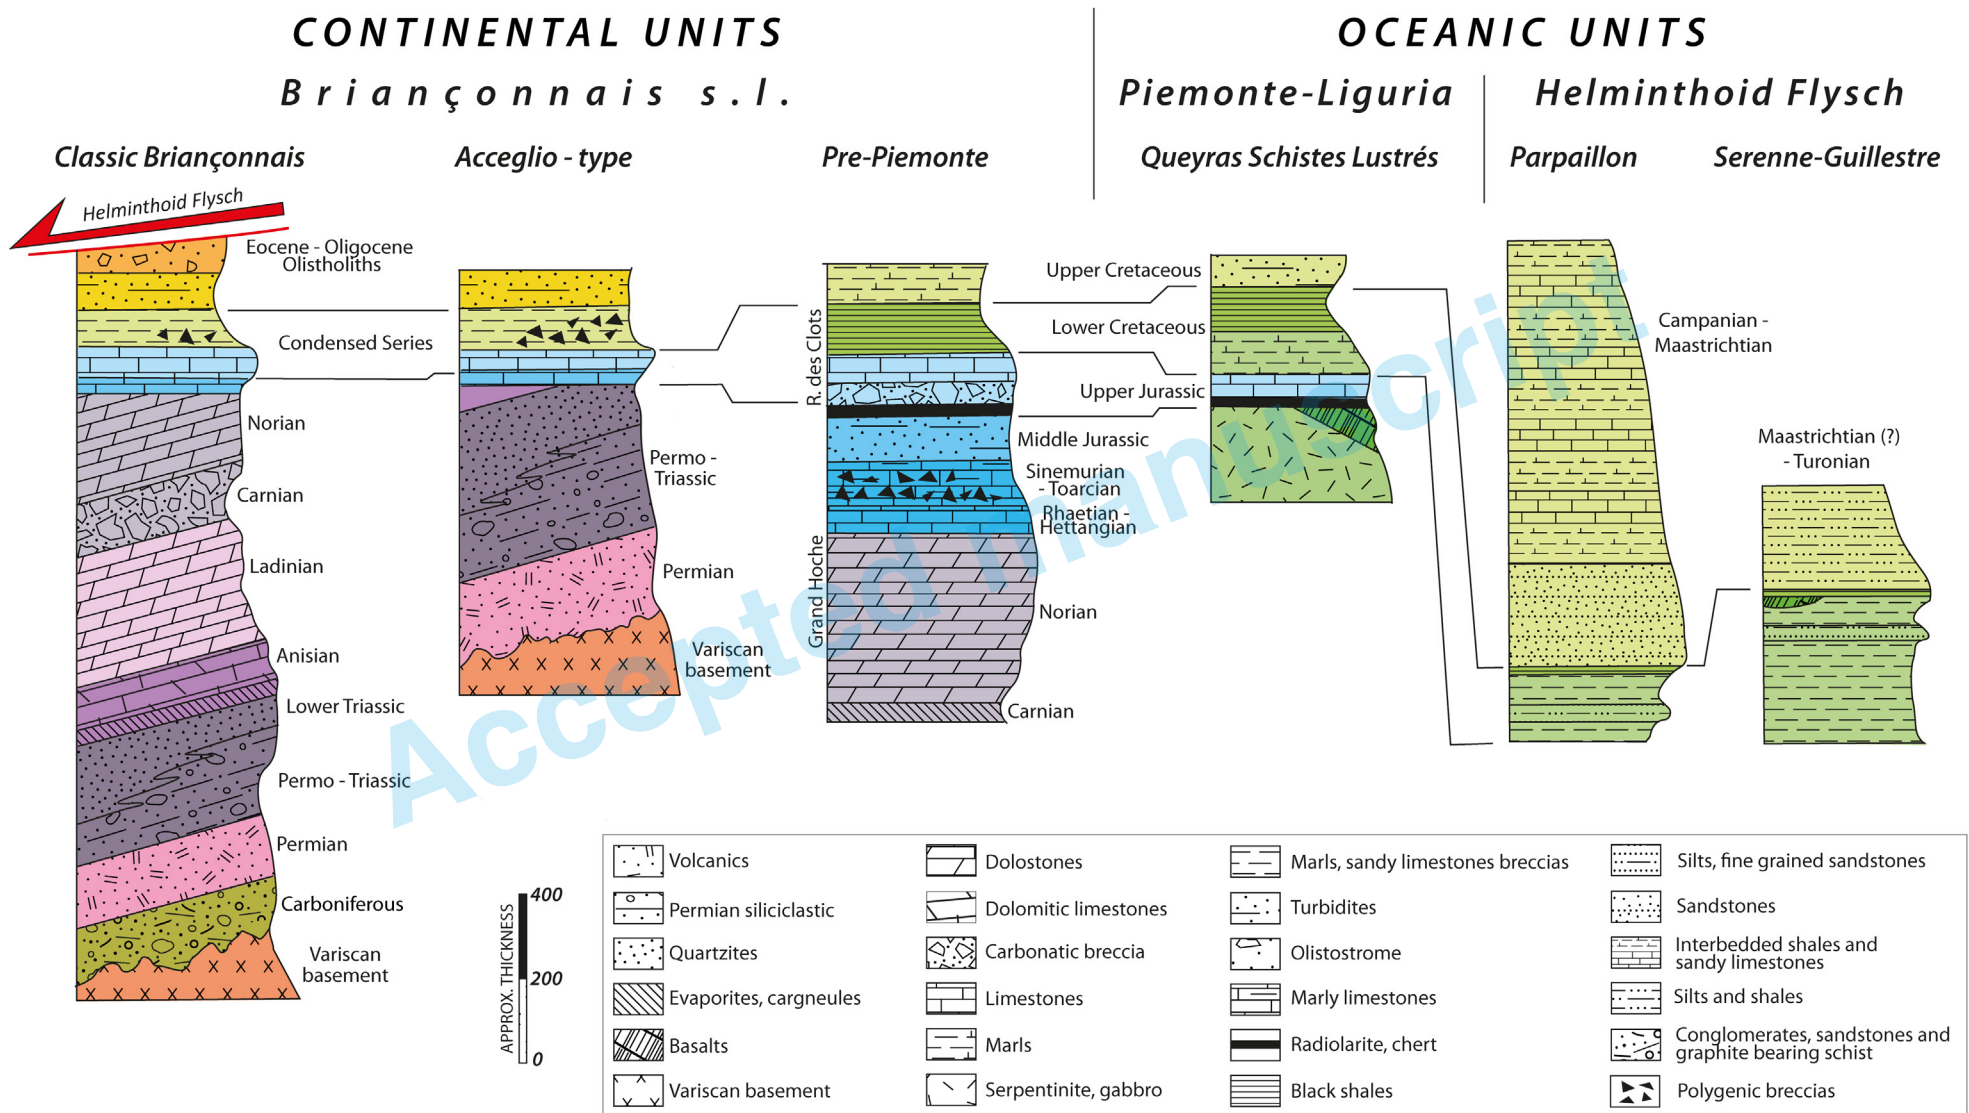 CONTINENTAL UNITS
OCEANIC UNITS
Briançonnais s.l.
Piemonte-Liguria
Helminthoid Flysch
Classic Briançonnais
Acceglio - type
Pre-Piemonte
Queyras Schistes Lustrés
Parpaillon
Serenne-Guillestre
Helminthoid Flysch
Eocene - Oligocene
Olistholiths
Condensed Series
Norian
Carnian
Ladinian
Anisian
Lower Triassic
Permo - Triassic
Permian
Carboniferous
Variscan
basement
Permo -
Triassic
Permian
Variscan
basement
R. des Clots
Grand Hoche
Upper Cretaceous
Lower Cretaceous
Upper Jurassic
Middle Jurassic
Sinemurian
- Toarcian
Rhaetian -
Hettangian
Norian
Carnian
Campanian -
Maastrichtian
Maastrichtian (?)
- Turonian
Accepted manuscript
APPROX. THICKNESS
400
200
0
Volcanics
Permian siliciclastic
Quartzites
Evaporites, cargneules
Basalts
Variscan basement
Dolostones
Dolomitic limestones
Carbonatic breccia
Limestones
Marls
Serpentinite, gabbro
Marls, sandy limestones breccias
Turbidites
Olistostrome
Marly limestones
Radiolarite, chert
Black shales
Silts, fine grained sandstones
Sandstones
Interbedded shales and
sandy limestones
Silts and shales
Conglomerates, sandstones and
graphite bearing schist
Polygenic breccias